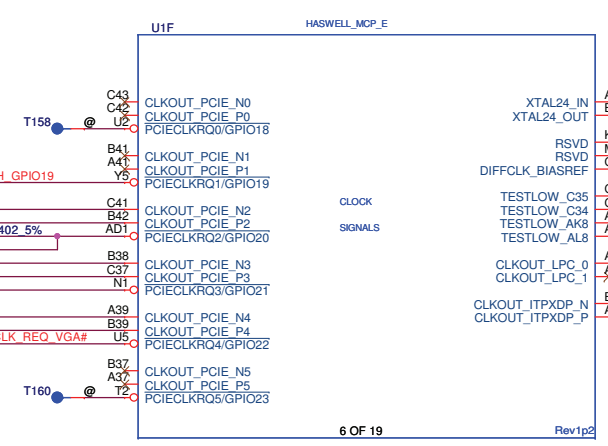 U1F HASWELL_MCP_E
C43 CLKOUT_PCIE_N0 XTAL24_IN
C42 CLKOUT_PCIE_P0 XTAL24_OUT
T158 @ U2 PCIECLKRQ0/GPIO18
RSVD
B41 CLKOUT_PCIE_N1 RSVD
A41 CLKOUT_PCIE_P1 DIFFCLK_BIASREF
H_GPIO19 Y5 PCIECLKRQ1/GPIO19
TESTLOW_C35
C41 CLKOUT_PCIE_N2 CLOCK TESTLOW_C34
B42 CLKOUT_PCIE_P2 SIGNALS TESTLOW_AK8
402_5% AD1 PCIECLKRQ2/GPIO20 TESTLOW_AL8
B38 CLKOUT_PCIE_N3 CLKOUT_LPC_0
C37 CLKOUT_PCIE_P3 CLKOUT_LPC_1
N1 PCIECLKRQ3/GPIO21
CLKOUT_ITPXDP_N
A39 CLKOUT_PCIE_N4 CLKOUT_ITPXDP_P
B39 CLKOUT_PCIE_P4
LK_REQ_VGA# U5 PCIECLKRQ4/GPIO22
B37 CLKOUT_PCIE_N5
A37 CLKOUT_PCIE_P5
T160 @ T2 PCIECLKRQ5/GPIO23
6 OF 19 Rev1p2